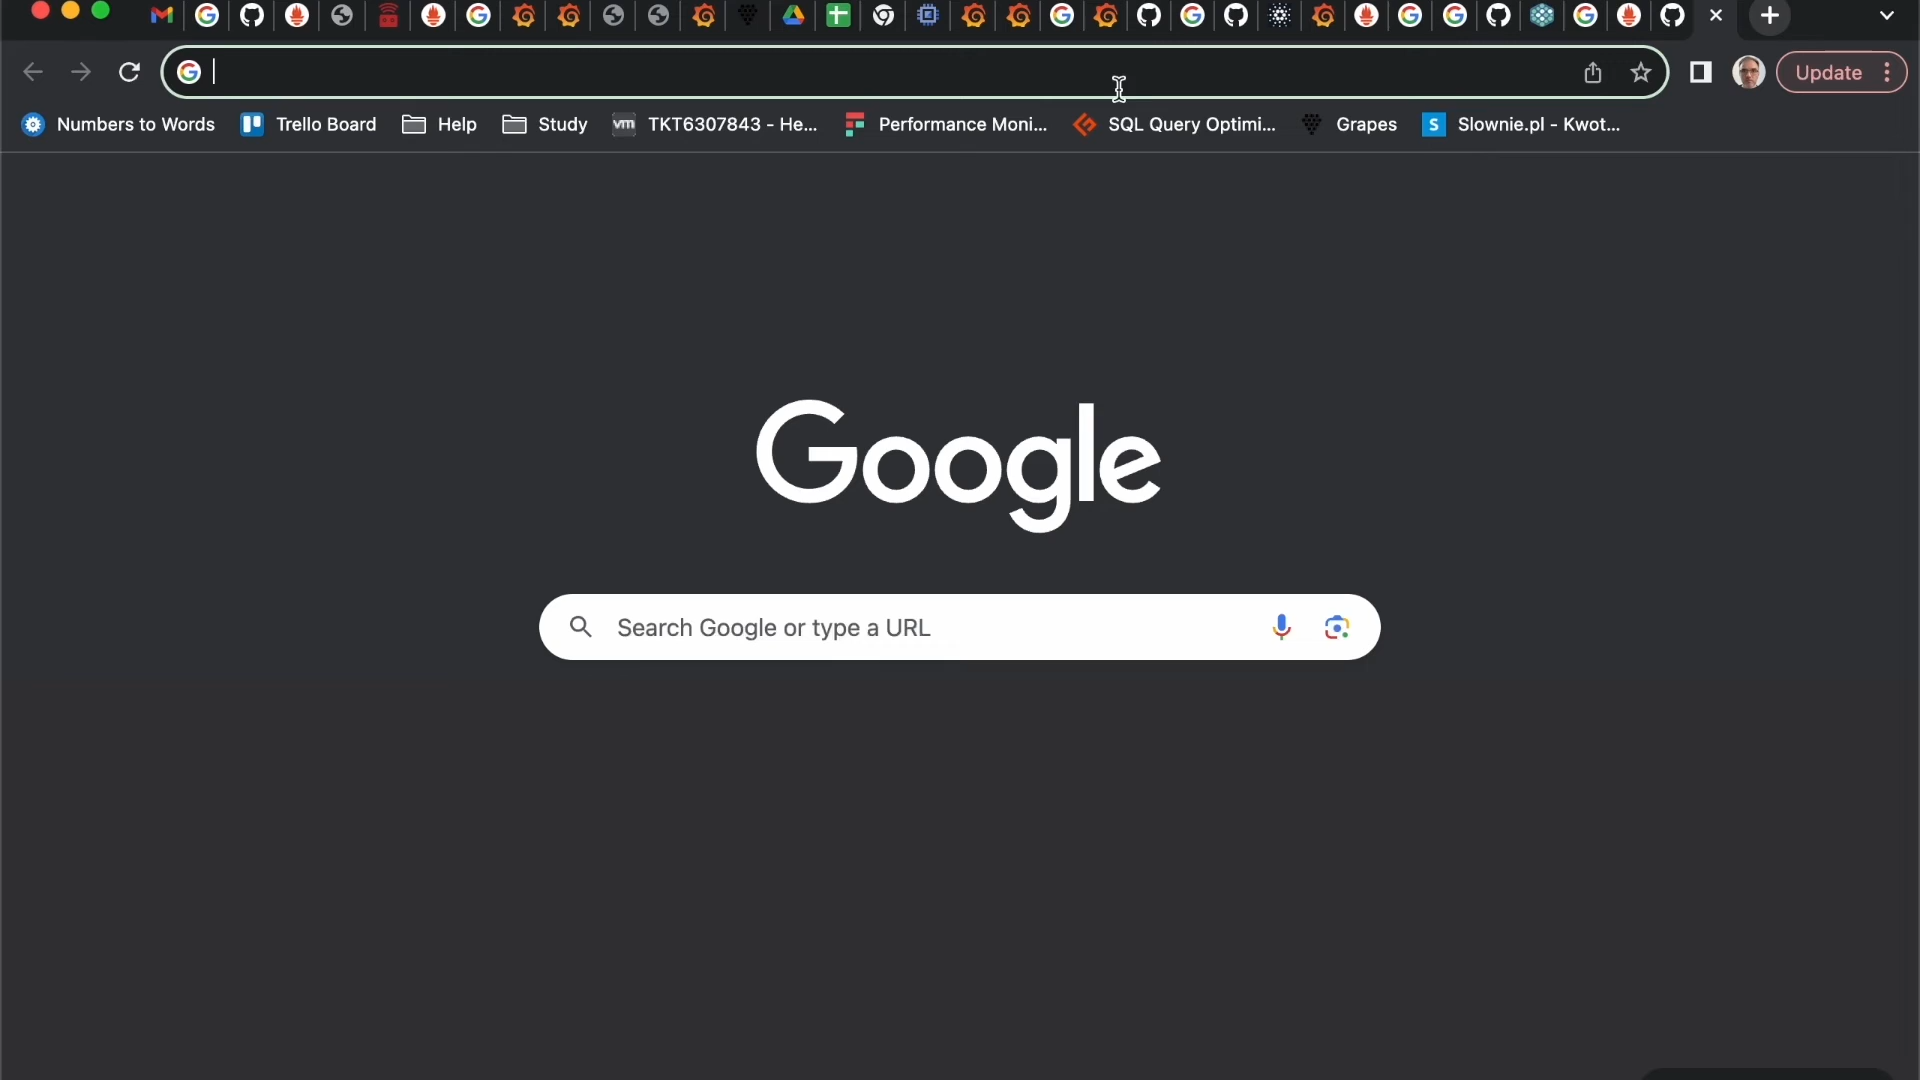 Update
Numbers to Words Trello Board Help Study vm TKT6307843 - He... Performance Moni... SQL Query Optimi... Grapes S Slownie.pl - Kwot...
Google
Search Google or type a URL